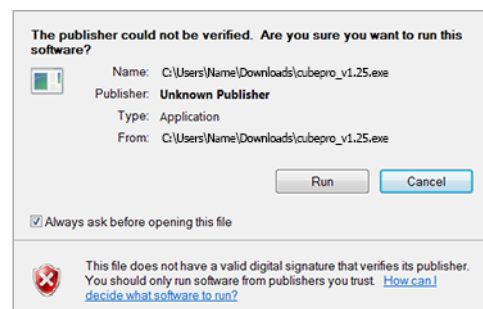 The publisher could not be verified.  Are you sure you want to run this
software?
Name: C:\Users\Name\Downloads\cubepro_v1.25.exe
Publisher: Unknown Publisher
Type: Application
From: C:\Users\Name\Downloads\cubepro_v1.25.exe
Run Cancel
Always ask before opening this file
This file does not have a valid digital signature that verifies its publisher.
You should only run software from publishers you trust. How can I
decide what software to run?